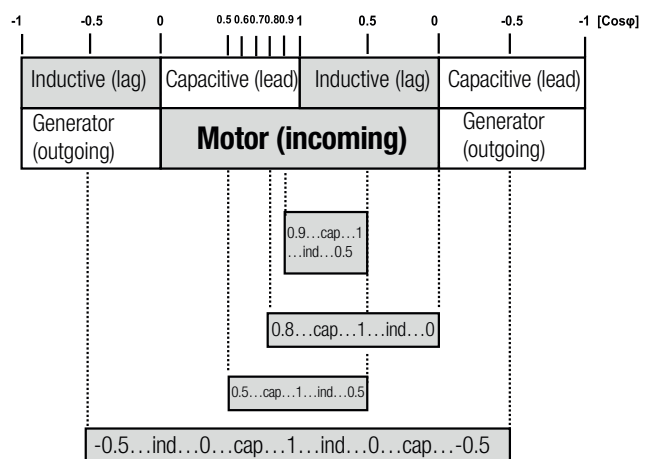 -1 -0.5 0 0.5 0.6 0.7 0.8 0.9 1 0.5 0 -0.5 -1 [Cosφ]
Inductive (lag) Capacitive (lead) Inductive (lag) Capacitive (lead)
Generator
(outgoing)
Motor (incoming)
Generator
(outgoing)
0.9…cap…1
…ind…0.5
0.8…cap…1…ind…0
0.5…cap…1…ind…0.5
-0.5…ind…0…cap…1…ind…0…cap…-0.5